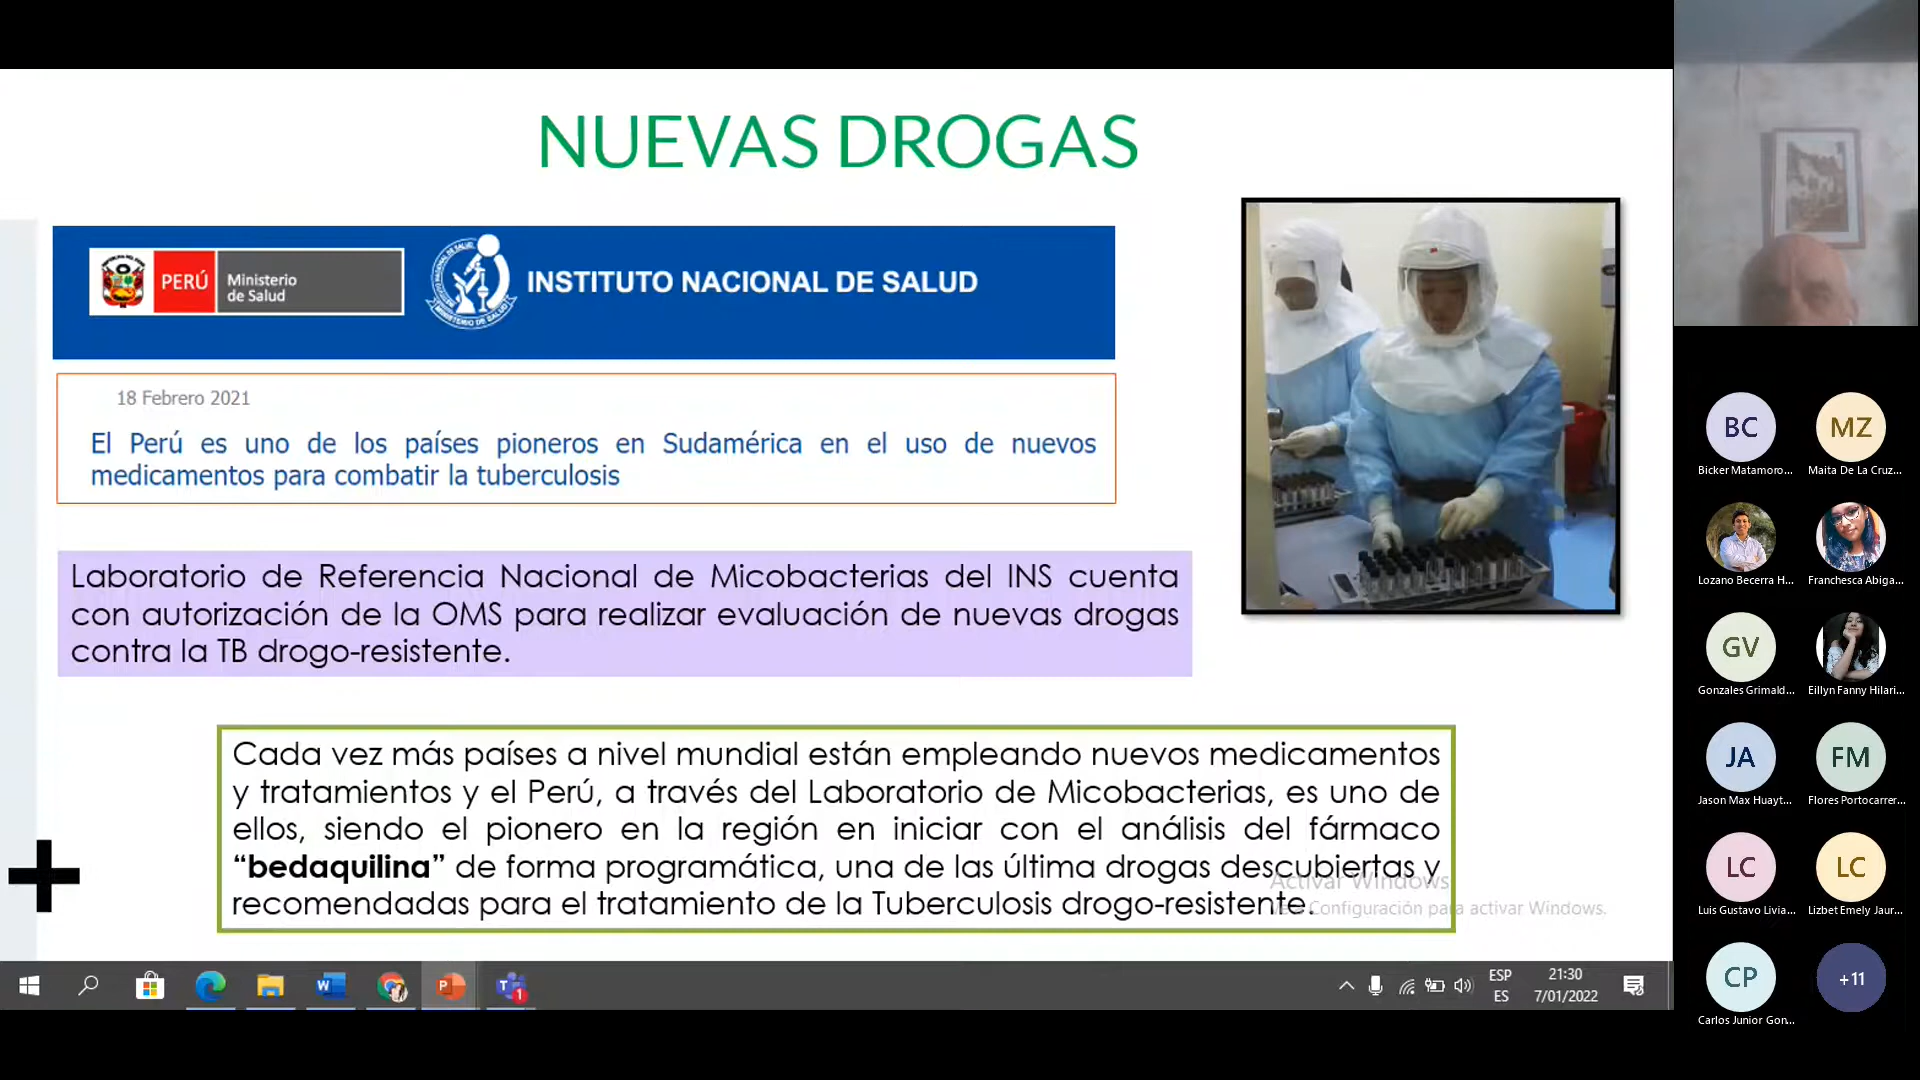 NUEVAS DROGAS
PERÚ
Ministerio
de Salud
INSTITUTO NACIONAL DE SALUD
18 Febrero 2021
El Perú es uno de los países pioneros en Sudamérica en el uso de nuevos
medicamentos para combatir la tuberculosis
Laboratorio de Referencia Nacional de Micobacterias del INS cuenta
con autorización de la OMS para realizar evaluación de nuevas drogas
contra la TB drogo-resistente.
Cada vez más países a nivel mundial están empleando nuevos medicamentos
y tratamientos y el Perú, a través del Laboratorio de Micobacterias, es uno de
ellos, siendo el pionero en la región en iniciar con el análisis del fármaco
“bedaquilina” de forma programática, una de las última drogas descubiertas y
recomendadas para el tratamiento de la Tuberculosis drogo-resistente.
Activar Windows
Configuración para activar Windows.
ESP
ES
21:30
7/01/2022
BC
MZ
Bicker Matamoro...
Maita De La Cruz...
Lozano Becerra H...
Franchesca Abiga...
GV
Gonzales Grimald...
Eillyn Fanny Hilari...
JA
FM
Jason Max Huayt...
Flores Portocarrer...
LC
LC
Luis Gustavo Livia...
Lizbet Emely Jaur...
CP
+11
Carlos Junior Gon...